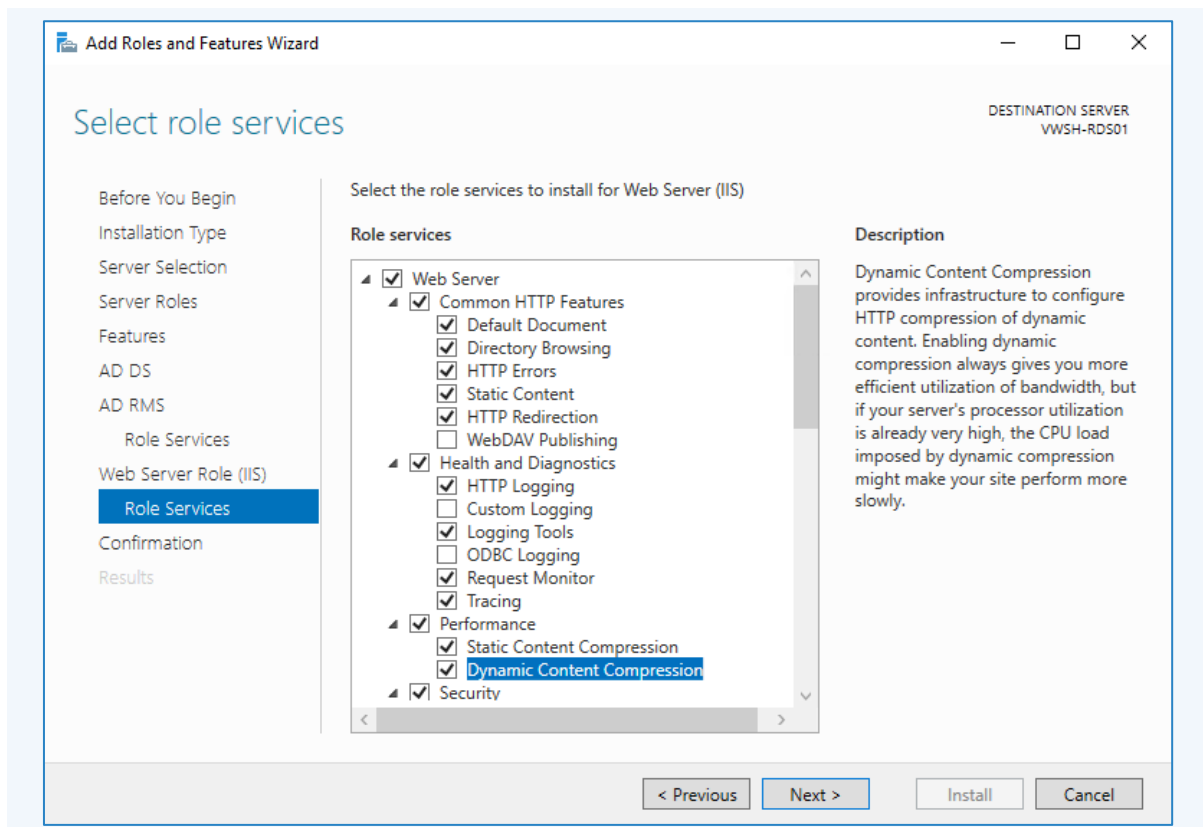 Add Roles and Features Wizard
Select role services
DESTINATION SERVER
VWSH-RDS01
Before You Begin
Installation Type
Server Selection
Server Roles
Features
AD DS
AD RMS
Role Services
Web Server Role (IIS)
Role Services
Confirmation
Results
Select the role services to install for Web Server (IIS)
Role services
Web Server
Common HTTP Features
Default Document
Directory Browsing
HTTP Errors
Static Content
HTTP Redirection
WebDAV Publishing
Health and Diagnostics
HTTP Logging
Custom Logging
Logging Tools
ODBC Logging
Request Monitor
Tracing
Performance
Static Content Compression
Dynamic Content Compression
Security
Description
Dynamic Content Compression
provides infrastructure to configure
HTTP compression of dynamic
content. Enabling dynamic
compression always gives you more
efficient utilization of bandwidth, but
if your server's processor utilization
is already very high, the CPU load
imposed by dynamic compression
might make your site perform more
slowly.
< Previous
Next >
Install
Cancel